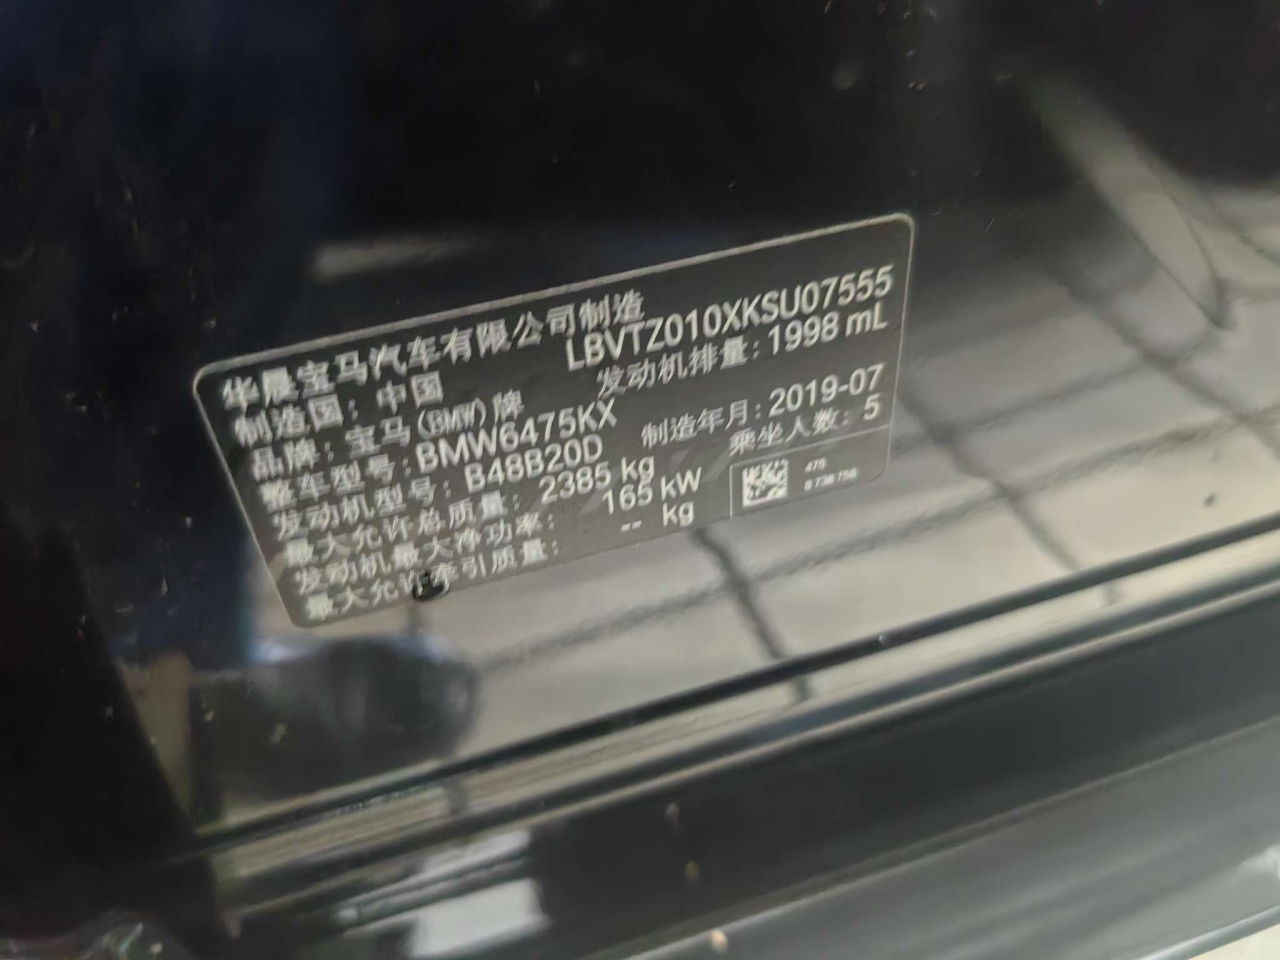 华晨宝马汽车有限公司制造
制造国：中国 LBVTZ010XKSU07555
品牌：宝马(BMW)牌 发动机排量：1998 mL
整车型号：BMW6475KX
发动机型号：B48B20D 制造年月：2019-07
最大允许总质量：2385 kg 乘坐人数：5
发动机最大净功率：165 kW
最大允许牵引质量：-- kg
475
8 738 756